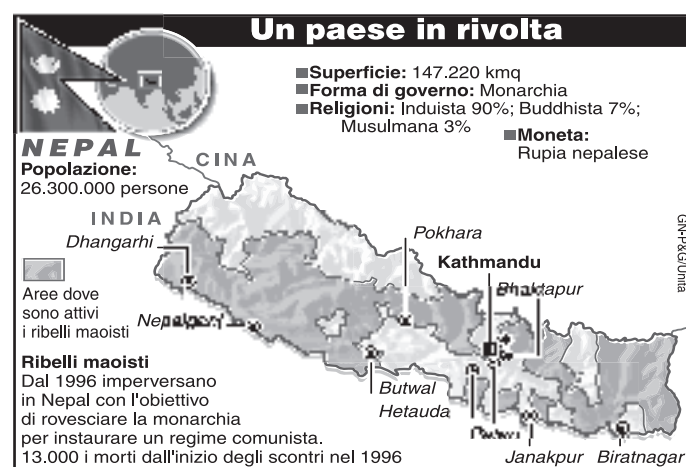 Un paese in rivolta
Superficie: 147.220 kmq
Forma di governo: Monarchia
Religioni: Induista 90%; Buddhista 7%;
Musulmana 3%
Moneta:
Rupia nepalese
NEPAL
Popolazione:
26.300.000 persone
CINA
INDIA
Dhangarhi
Pokhara
Kathmandu
Bhaktapur
GN-P&G/Unità
Aree dove
sono attivi
i ribelli maoisti
Nepalganj
Ribelli maoisti
Dal 1996 imperversano
in Nepal con l'obiettivo
di rovesciare la monarchia
per instaurare un regime comunista.
13.000 i morti dall'inizio degli scontri nel 1996
Butwal
Hetauda
Janakpur
Biratnagar